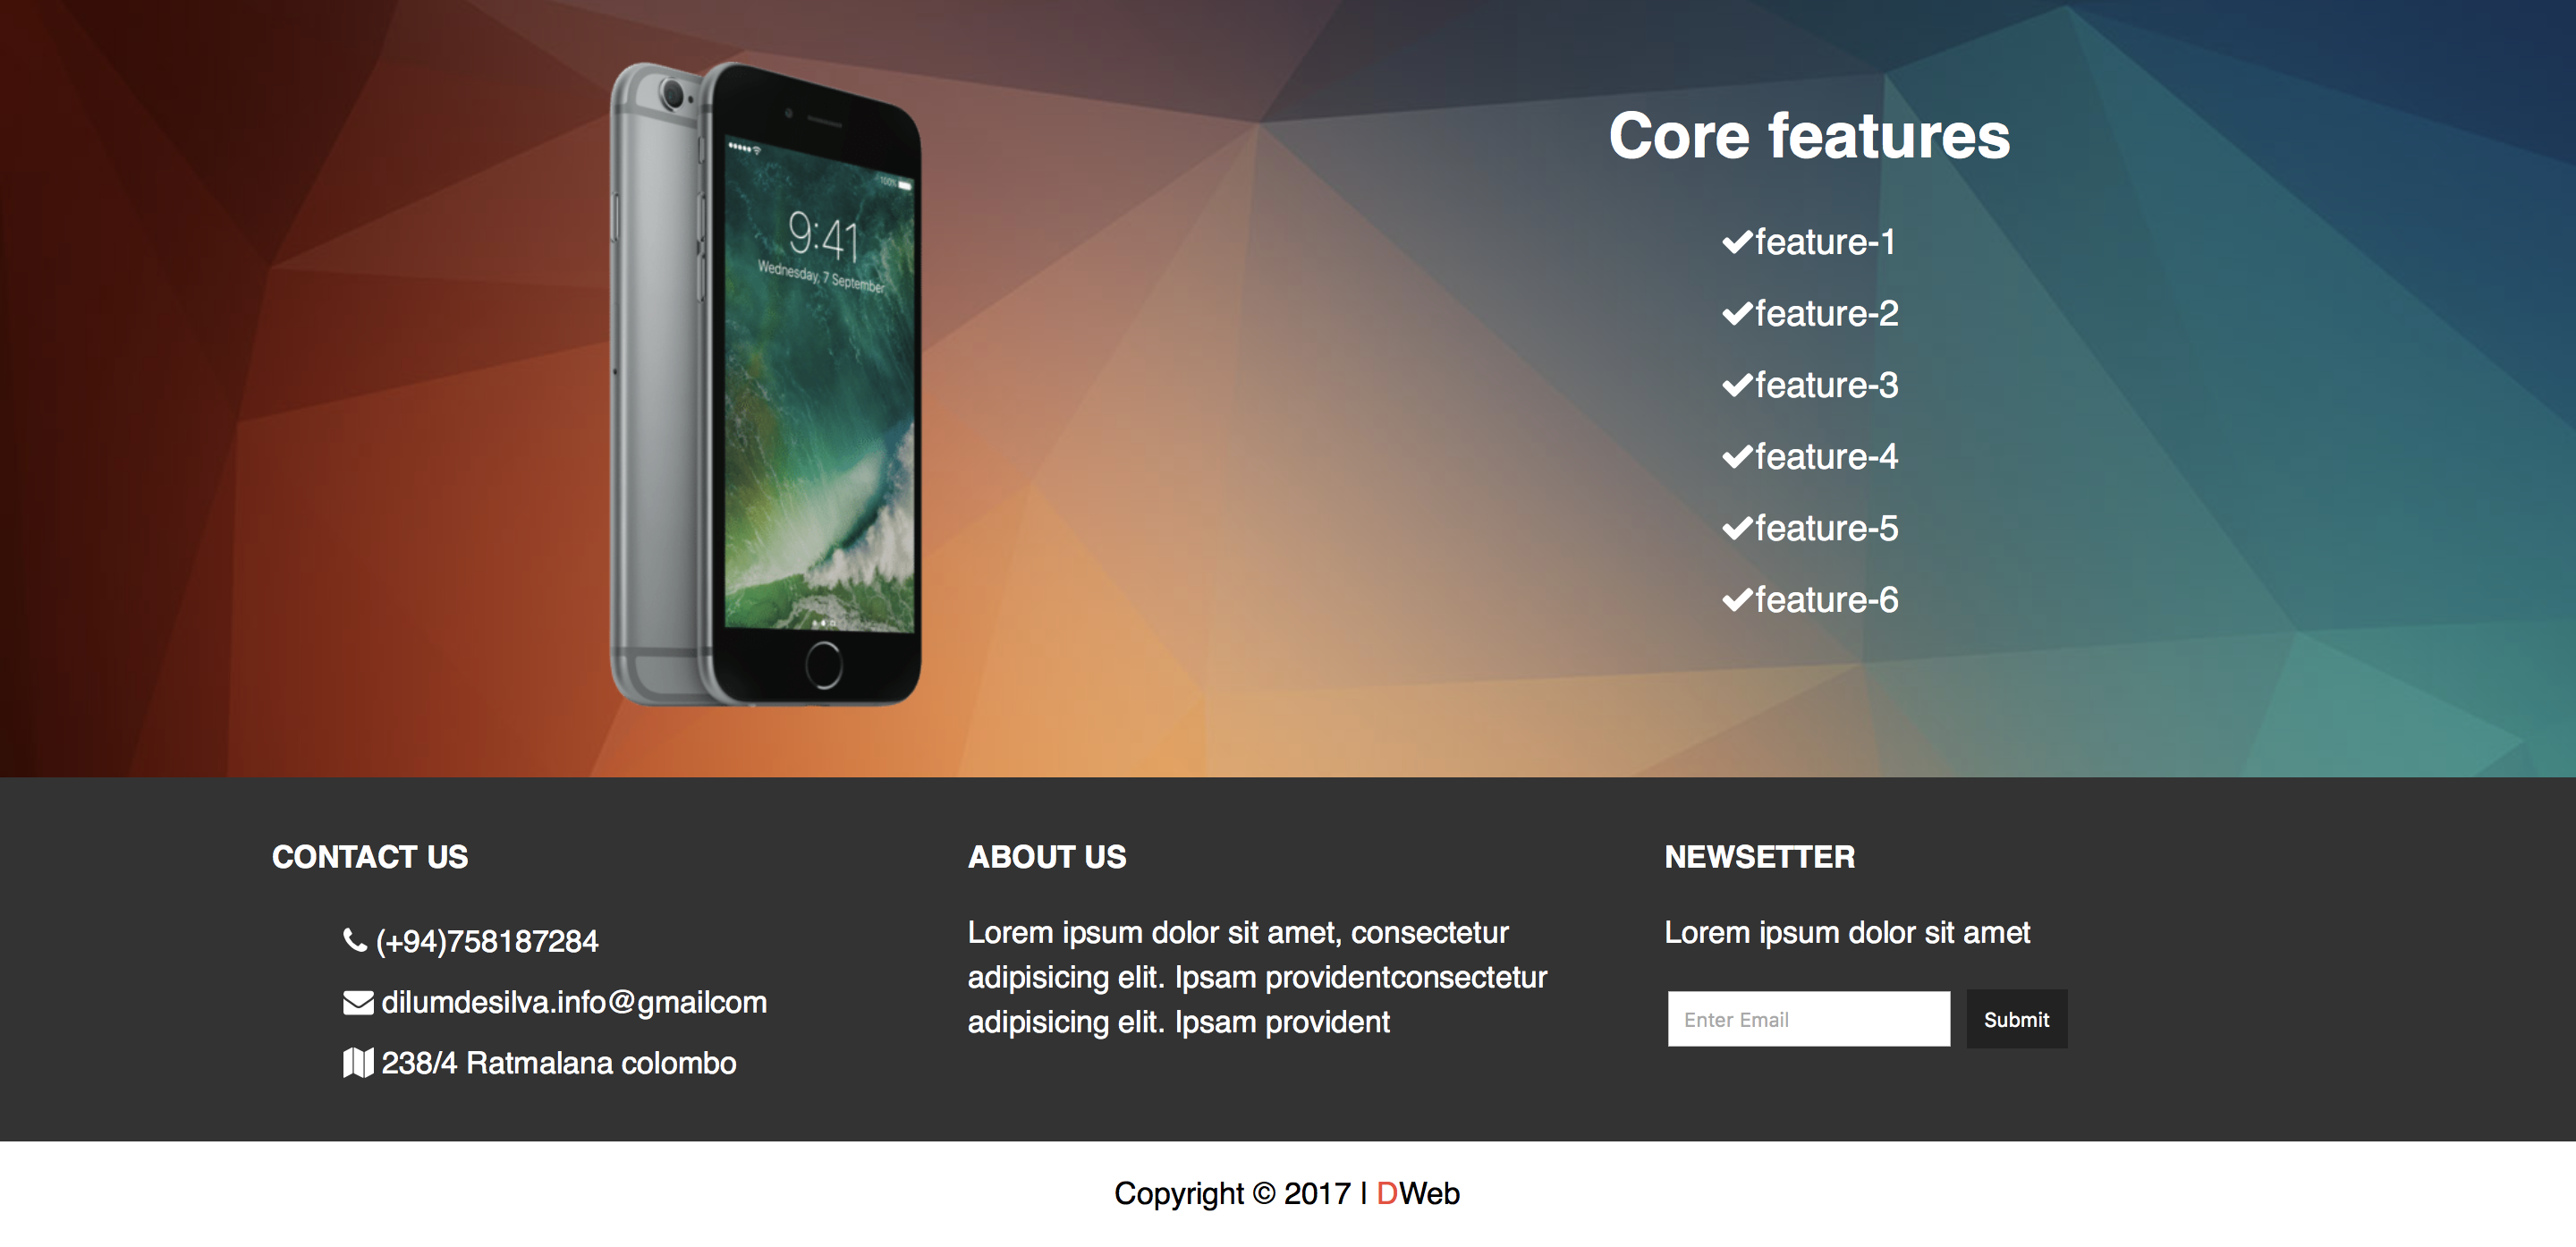 Core features
feature-1
feature-2
feature-3
feature-4
feature-5
feature-6
100%
9:41
Wednesday, 7 September
CONTACT US
(+94)758187284
dilumdesilva.info@gmailcom
238/4 Ratmalana colombo
ABOUT US
Lorem ipsum dolor sit amet, consectetur
adipisicing elit. Ipsam providentconsectetur
adipisicing elit. Ipsam provident
NEWSETTER
Lorem ipsum dolor sit amet
Enter Email
Submit
Copyright © 2017 | DWeb